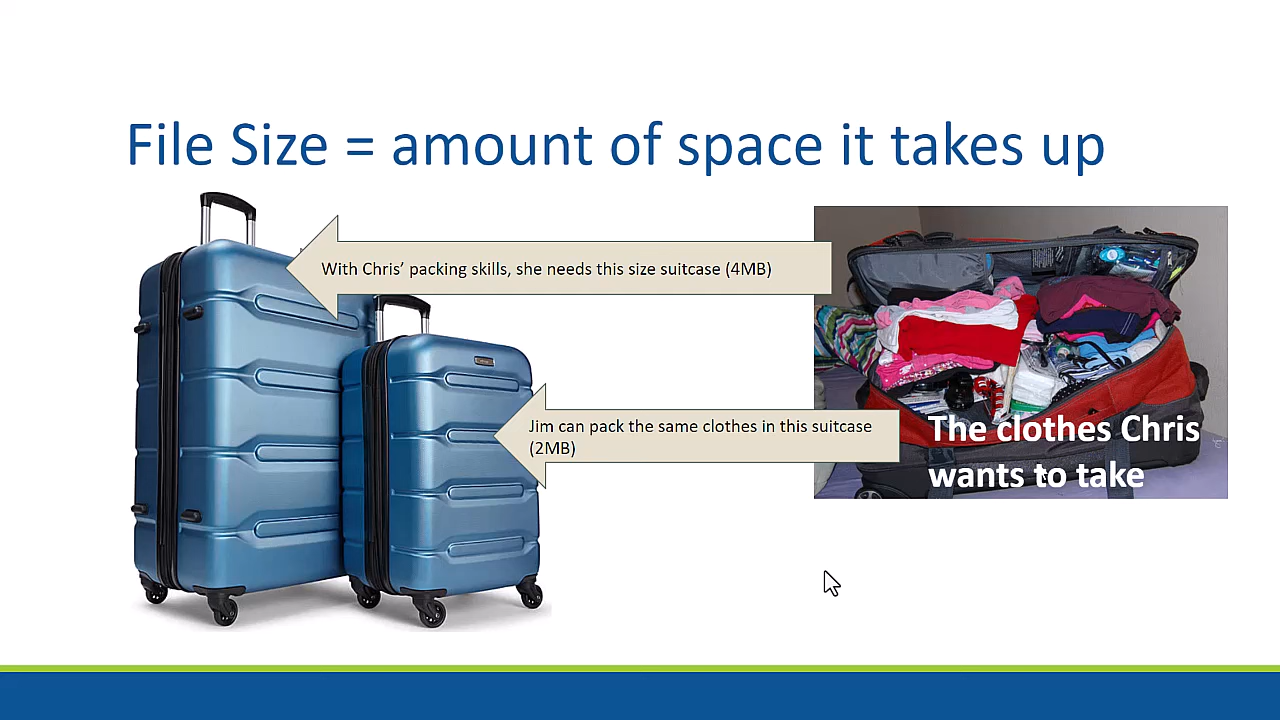 File Size = amount of space it takes up
With Chris’ packing skills, she needs this size suitcase (4MB)
Jim can pack the same clothes in this suitcase
(2MB)
The clothes Chris
wants to take